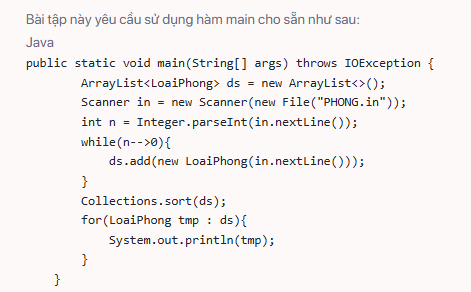 Bài tập này yêu cầu sử dụng hàm main cho sẵn như sau:
Java
public static void main(String[] args) throws IOException {
        ArrayList<LoaiPhong> ds = new ArrayList<>();
        Scanner in = new Scanner(new File("PHONG.in"));
        int n = Integer.parseInt(in.nextLine());
        while(n-->0){
            ds.add(new LoaiPhong(in.nextLine()));
        }
        Collections.sort(ds);
        for(LoaiPhong tmp : ds){
            System.out.println(tmp);
        }
    }